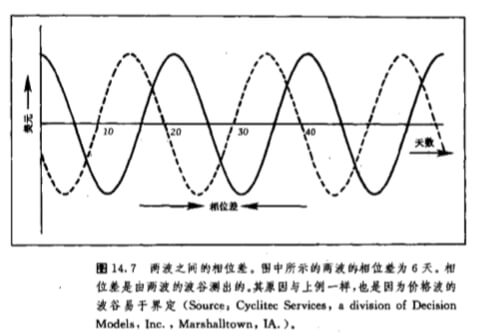 美元
10
20
30
40
天数
相位差
图 14.7 两波之间的相位差。图中所示的两波的相位差为 6 天。相
位差是由两波的波谷测出的。其原因与上例一样,也是因为价格波的
波谷易于界定 (Source: Cyclitec Services, a division of Decision
Models, Inc., Marshalltown, IA.)。